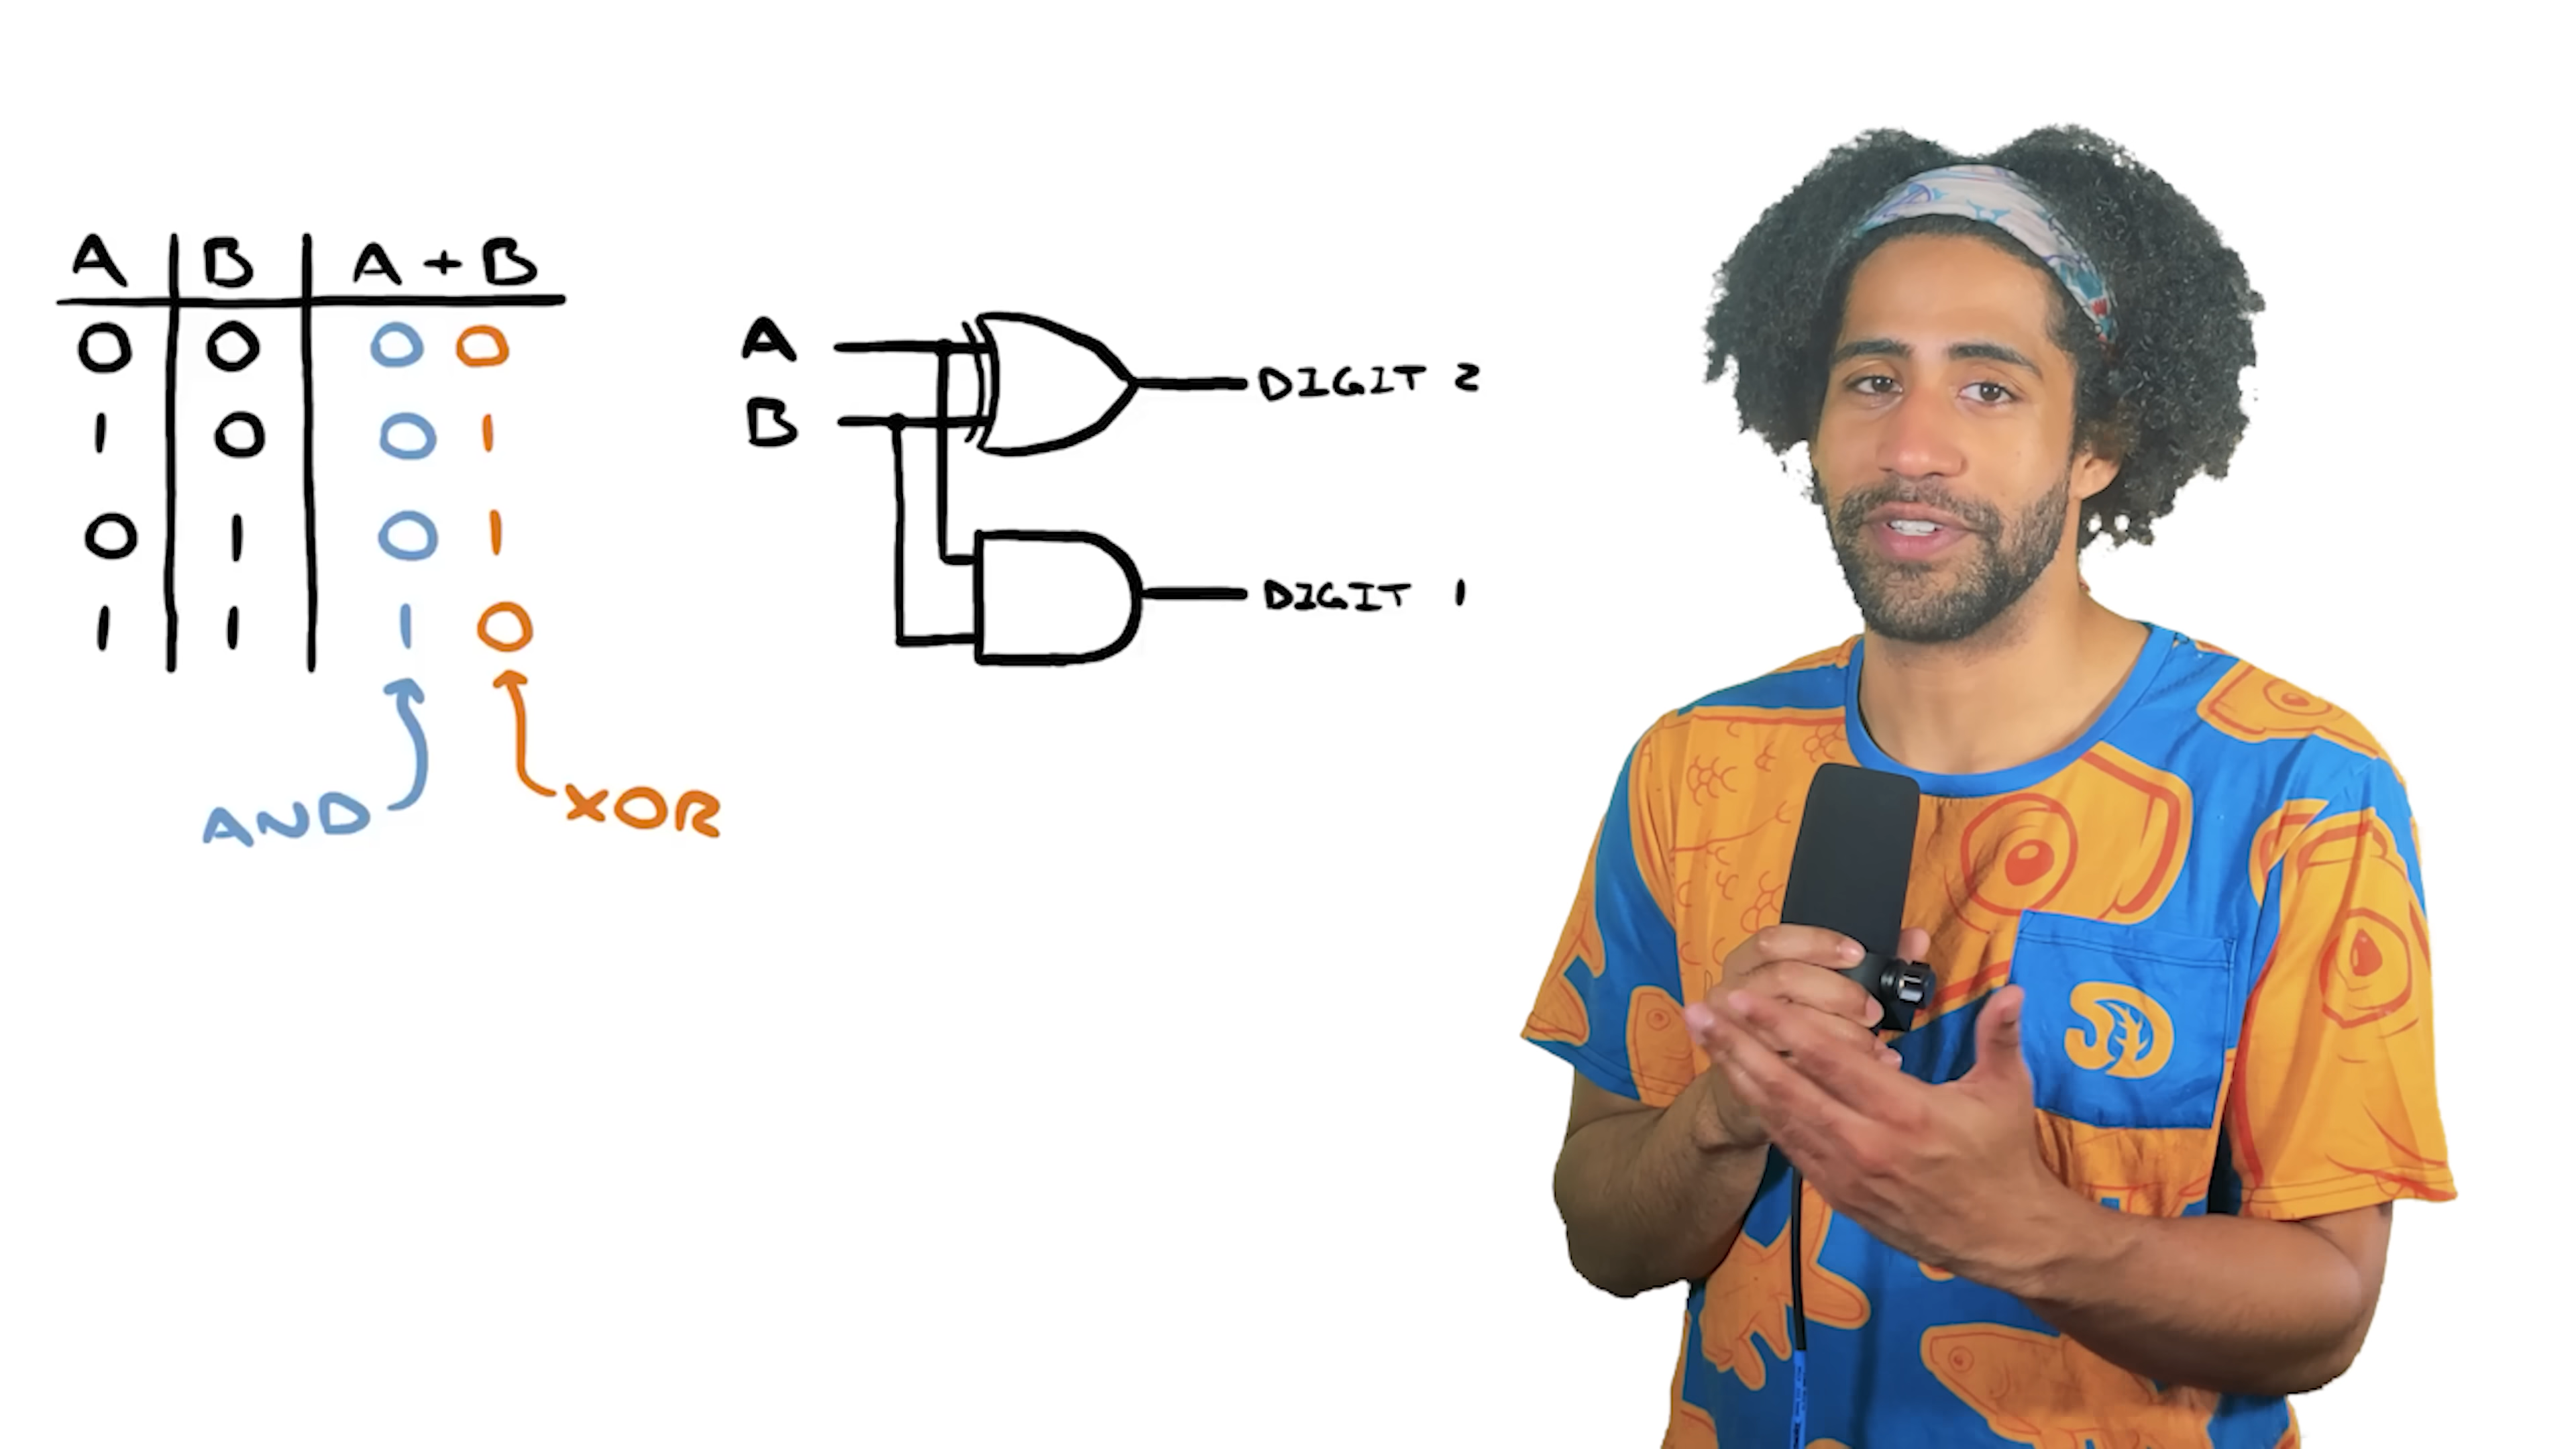 A B A + B
0 0 0 0
1 0 0 1
0 1 0 1
1 1 1 0
AND XOR
A
B
DIGIT 2
DIGIT 1
SD